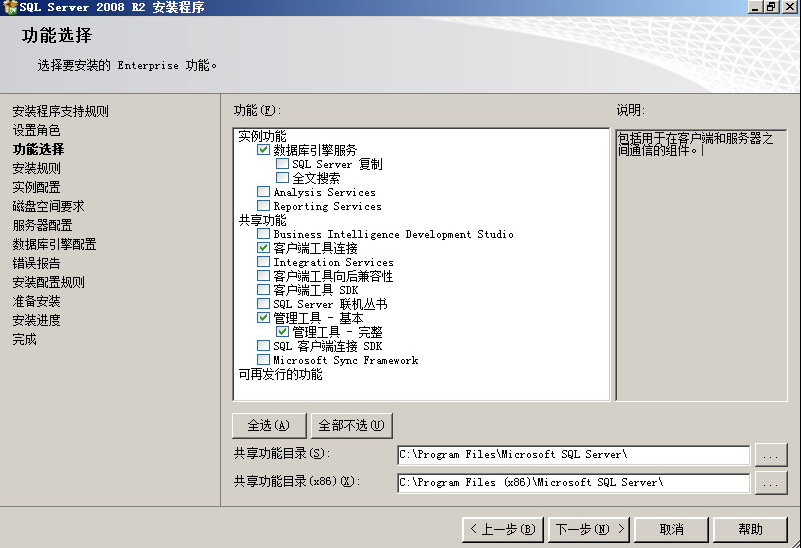 SQL Server 2008 R2 安装程序
功能选择
选择要安装的 Enterprise 功能。
安装程序支持规则
设置角色
功能选择
安装规则
实例配置
磁盘空间要求
服务器配置
数据库引擎配置
错误报告
安装配置规则
准备安装
安装进度
完成
功能(F):
实例功能
数据库引擎服务
SQL Server 复制
全文搜索
Analysis Services
Reporting Services
共享功能
Business Intelligence Development Studio
客户端工具连接
Integration Services
客户端工具向后兼容性
客户端工具 SDK
SQL Server 联机丛书
管理工具 - 基本
管理工具 - 完整
SQL 客户端连接 SDK
Microsoft Sync Framework
可再发行的功能
说明:
包括用于在客户端和服务器之
间通信的组件。
全选(A) 全部不选(U)
共享功能目录(S): C:\Program Files\Microsoft SQL Server\ ...
共享功能目录(x86)(X): C:\Program Files (x86)\Microsoft SQL Server\ ...
< 上一步(B) 下一步(N) > 取消 帮助